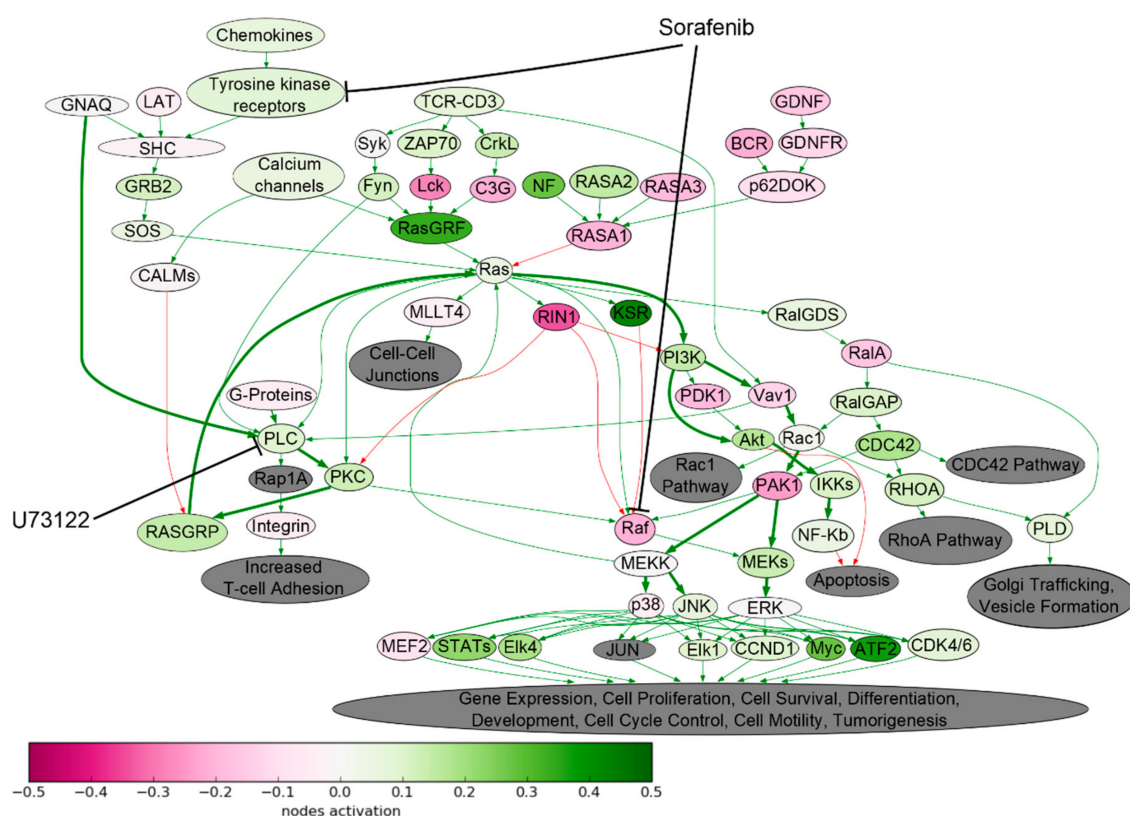 Sorafenib
Chemokines
Tyrosine kinase
receptors
GNAQ
LAT
TCR-CD3
GDNF
SHC
Syk
ZAP70
CrkL
BCR
GDNFR
GRB2
Calcium
channels
Fyn
Lck
C3G
NF
RASA2
RASA3
p62DOK
SOS
RasGRF
RASA1
CALMs
Ras
MLLT4
RIN1
KSR
RalGDS
Cell-Cell
Junctions
PI3K
RalA
G-Proteins
PDK1
Vav1
RalGAP
PLC
Akt
Rac1
CDC42
Rap1A
PKC
Rac1
Pathway
PAK1
IKKs
RHOA
CDC42 Pathway
U73122
RASGRP
Integrin
Raf
NF-Kb
RhoA Pathway
PLD
Increased
T-cell Adhesion
MEKK
MEKs
Apoptosis
Golgi Trafficking,
Vesicle Formation
p38
JNK
ERK
MEF2
STATs
Elk4
JUN
Elk1
CCND1
Myc
ATF2
CDK4/6
Gene Expression, Cell Proliferation, Cell Survival, Differentiation,
Development, Cell Cycle Control, Cell Motility, Tumorigenesis
−0.5 −0.4 −0.3 −0.2 −0.1 0.0 0.1 0.2 0.3 0.4 0.5
nodes activation